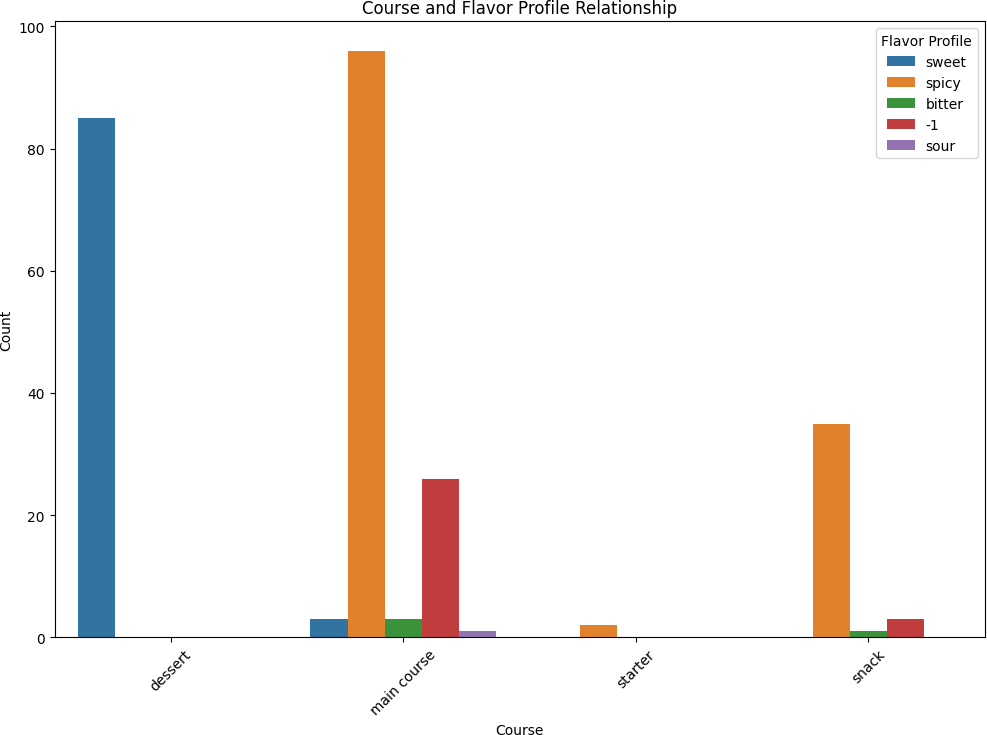 Course and Flavor Profile Relationship
Flavor Profile
sweet
spicy
bitter
-1
sour
100
80
60
40
20
0
Count
dessert
main course
starter
snack
Course